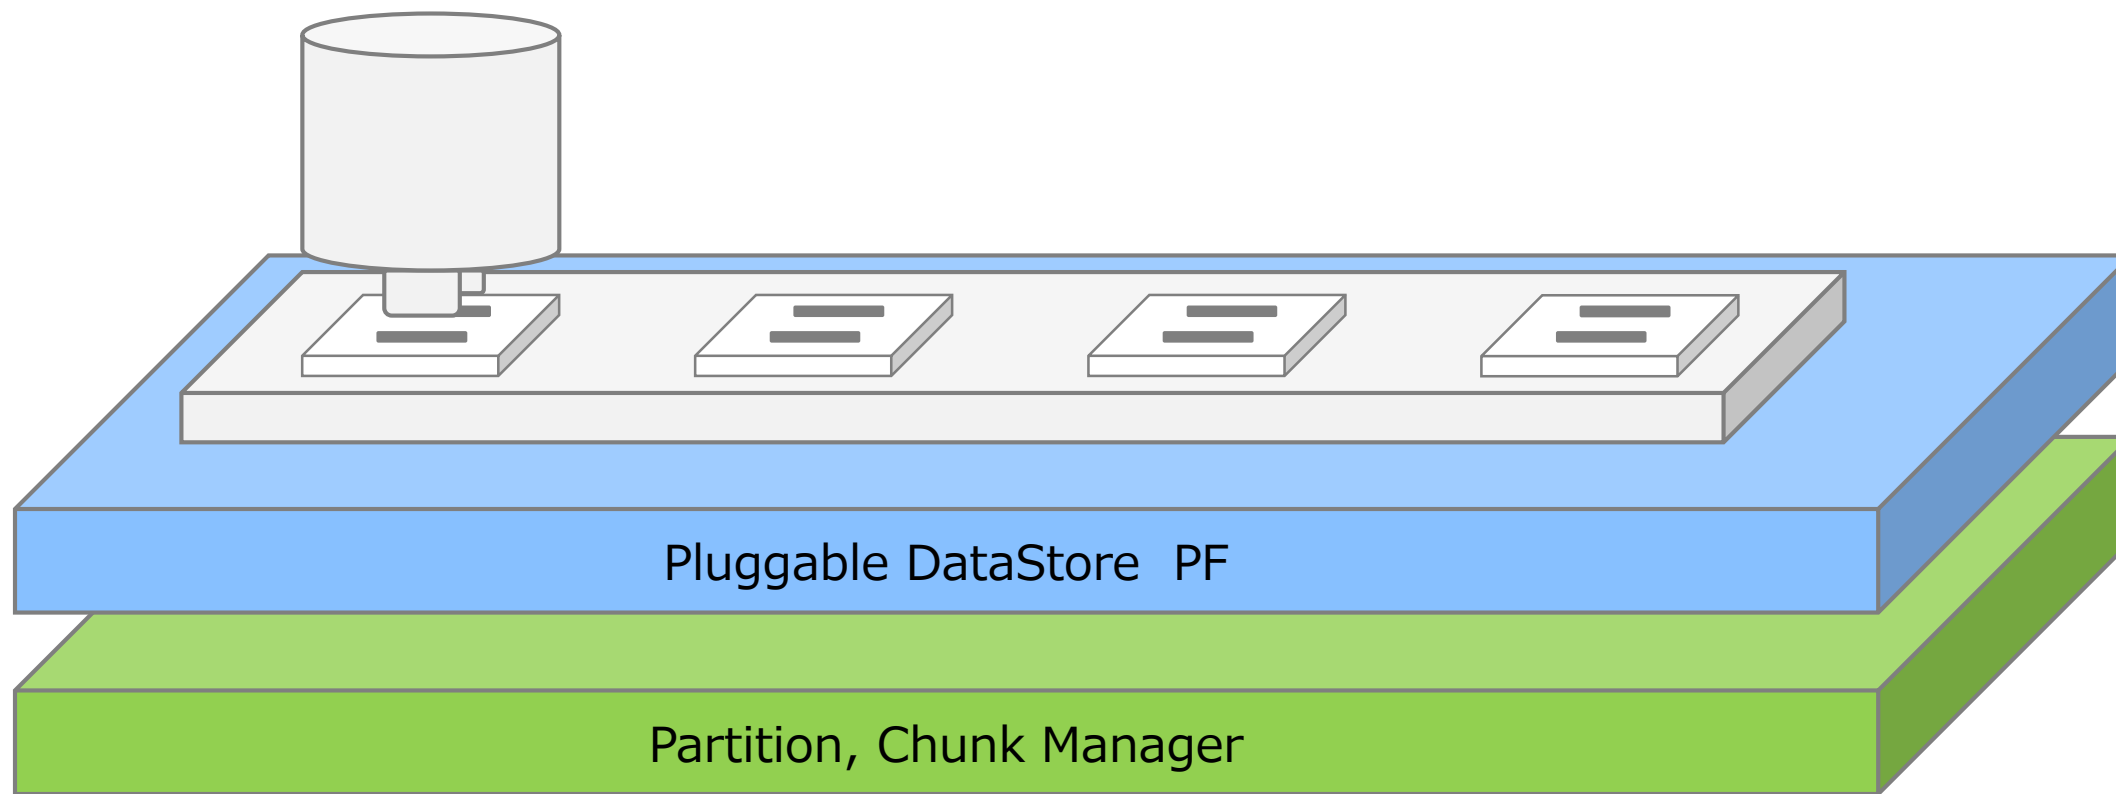 Pluggable DataStore  PF
Partition, Chunk Manager